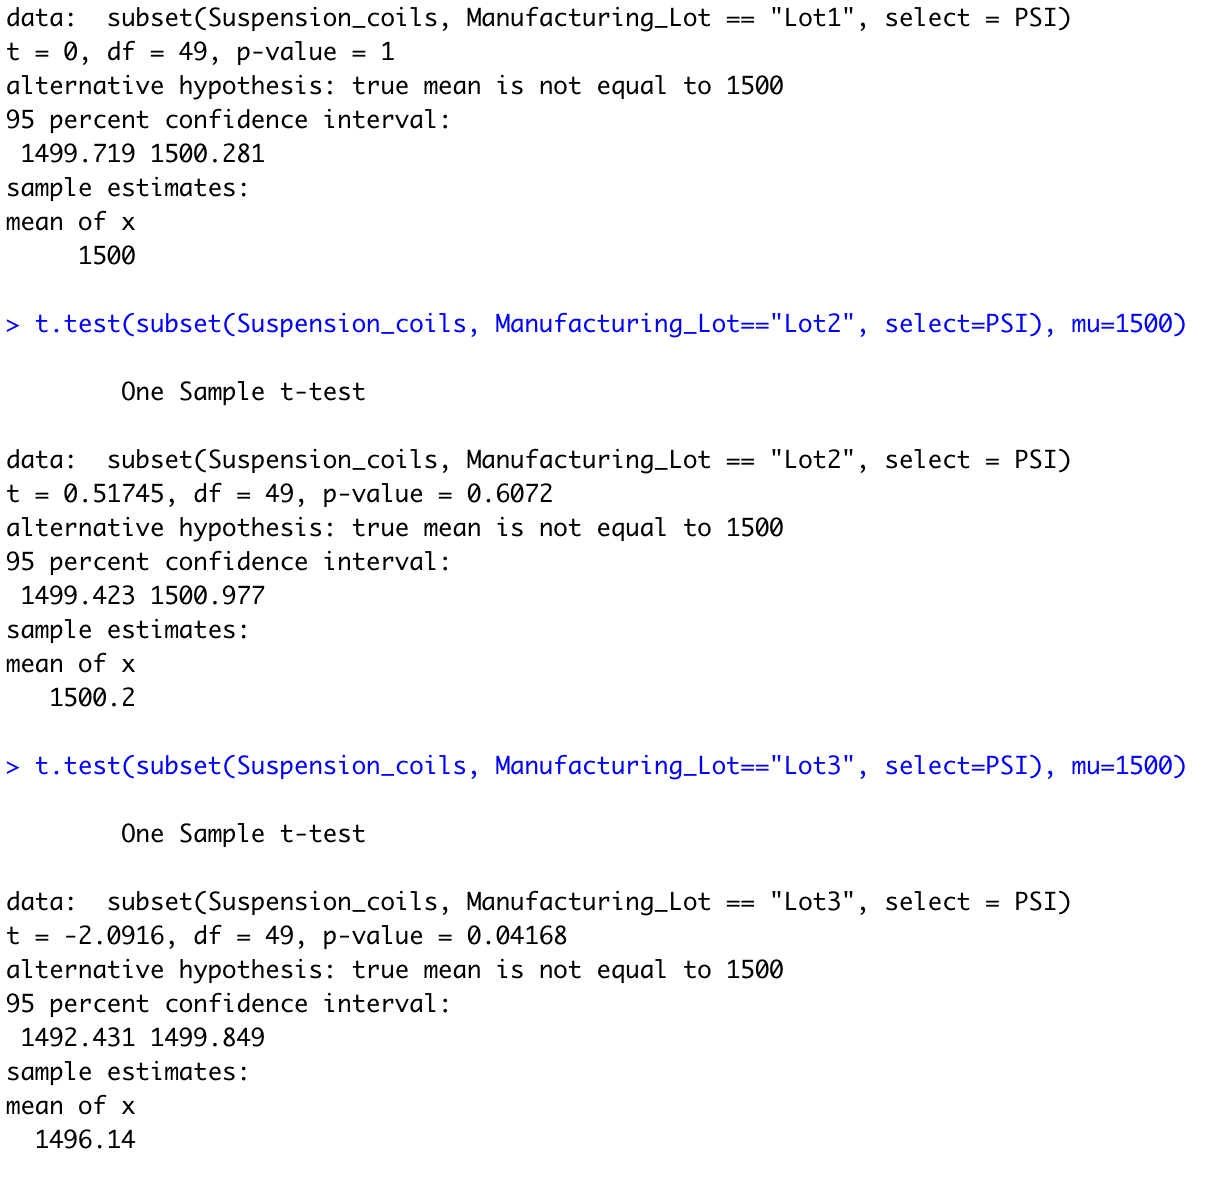 data:  subset(Suspension_coils, Manufacturing_Lot == "Lot1", select = PSI)
t = 0, df = 49, p-value = 1
alternative hypothesis: true mean is not equal to 1500
95 percent confidence interval:
 1499.719 1500.281
sample estimates:
mean of x
     1500
> t.test(subset(Suspension_coils, Manufacturing_Lot=="Lot2", select=PSI), mu=1500)
        One Sample t-test
data:  subset(Suspension_coils, Manufacturing_Lot == "Lot2", select = PSI)
t = 0.51745, df = 49, p-value = 0.6072
alternative hypothesis: true mean is not equal to 1500
95 percent confidence interval:
 1499.423 1500.977
sample estimates:
mean of x
   1500.2
> t.test(subset(Suspension_coils, Manufacturing_Lot=="Lot3", select=PSI), mu=1500)
        One Sample t-test
data:  subset(Suspension_coils, Manufacturing_Lot == "Lot3", select = PSI)
t = -2.0916, df = 49, p-value = 0.04168
alternative hypothesis: true mean is not equal to 1500
95 percent confidence interval:
 1492.431 1499.849
sample estimates:
mean of x
  1496.14